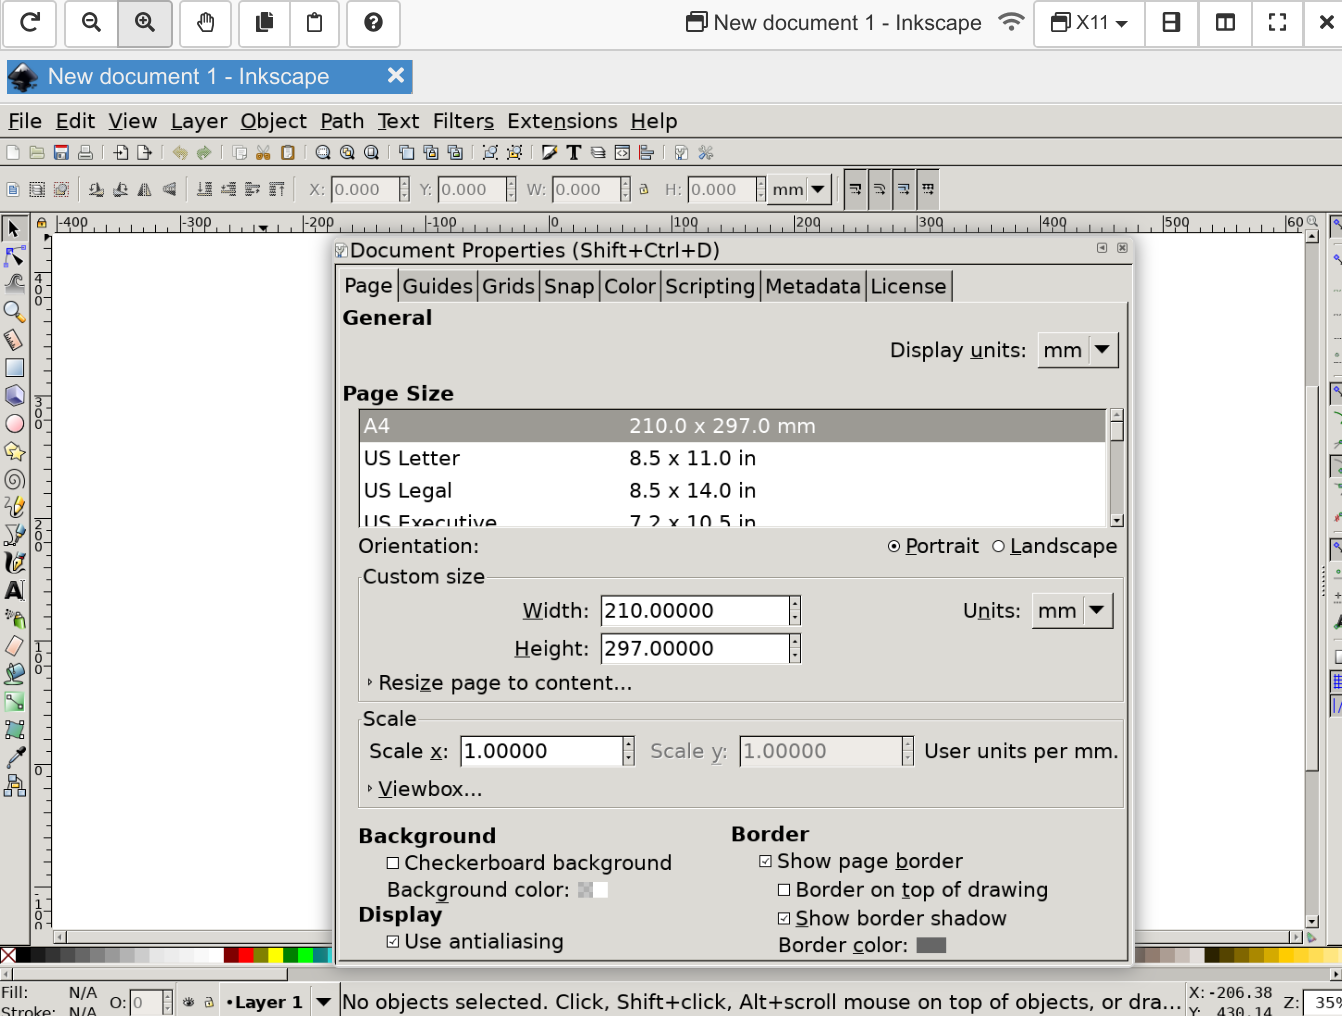 New document 1 - Inkscape
X11
New document 1 - Inkscape
File Edit View Layer Object Path Text Filters Extensions Help
X: 0.000 Y: 0.000 W: 0.000 H: 0.000 mm
-400 -300 -200 -100 0 100 200 300 400 500 60
Document Properties (Shift+Ctrl+D)
Page Guides Grids Snap Color Scripting Metadata License
General
Display units: mm
Page Size
A4 210.0 x 297.0 mm
US Letter 8.5 x 11.0 in
US Legal 8.5 x 14.0 in
US Executive 7.2 x 10.5 in
Orientation: Portrait Landscape
Custom size
Width: 210.00000 Units: mm
Height: 297.00000
Resize page to content...
Scale
Scale x: 1.00000 Scale y: 1.00000 User units per mm.
Viewbox...
Background Border
Checkerboard background Show page border
Background color: Border on top of drawing
Display Show border shadow
Use antialiasing Border color:
400
300
200
100
0
-100
Fill: N/A O: 0 •Layer 1 No objects selected. Click, Shift+click, Alt+scroll mouse on top of objects, or dra... X: -206.38 Z: 35%
Stroke: N/A Y: 430.14